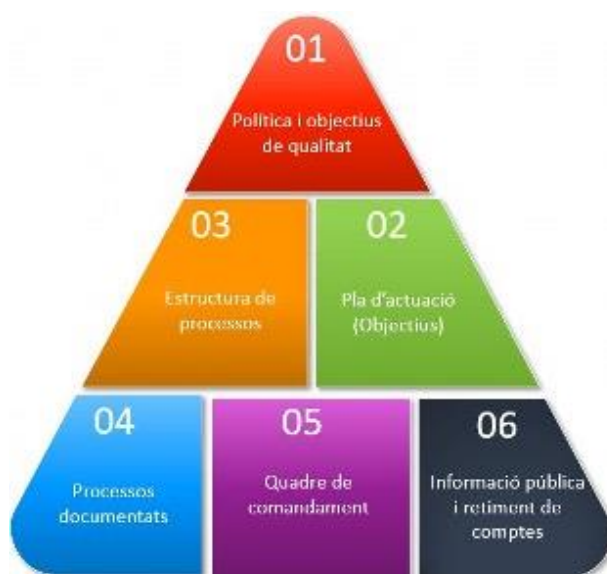 01
Política i objectius
de qualitat
03
Estructura de
processos
02
Pla d'actuació
(Objectius)
04
Processos
documentats
05
Quadre de
comandament
06
Informació pública
i retiment de
comptes